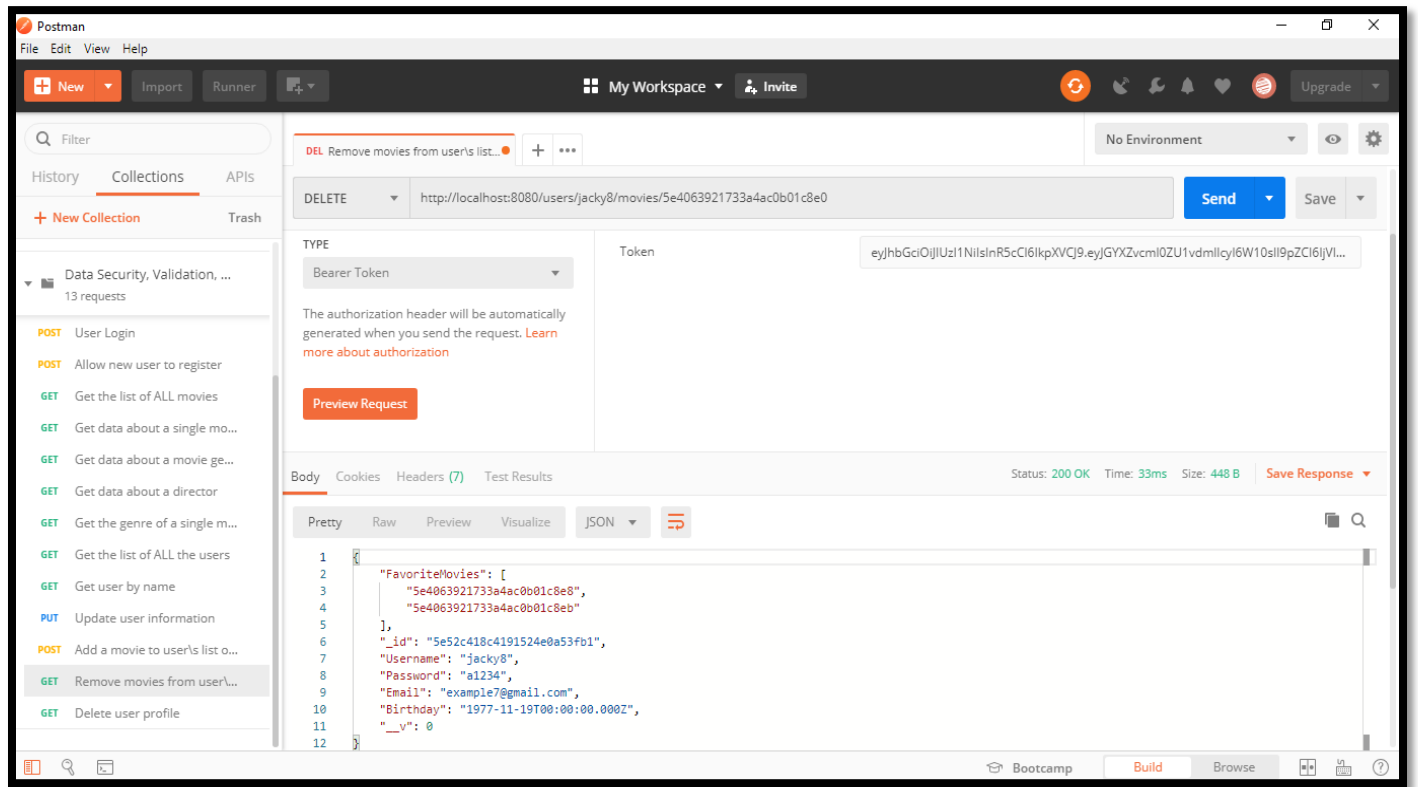 Postman
File Edit View Help
New Import Runner My Workspace Invite Upgrade
Filter
History Collections APIs
+ New Collection Trash
Data Security, Validation, ...
13 requests
POST User Login
POST Allow new user to register
GET Get the list of ALL movies
GET Get data about a single mo...
GET Get data about a movie ge...
GET Get data about a director
GET Get the genre of a single m...
GET Get the list of ALL the users
GET Get user by name
PUT Update user information
POST Add a movie to user\s list o...
GET Remove movies from user\...
GET Delete user profile
DEL Remove movies from user\s list... + ...
No Environment
DELETE http://localhost:8080/users/jacky8/movies/5e4063921733a4ac0b01c8e0 Send Save
TYPE
Bearer Token
The authorization header will be automatically
generated when you send the request. Learn
more about authorization
Preview Request
Token
Body Cookies Headers (7) Test Results Status: 200 OK Time: 33ms Size: 448 B Save Response
Pretty Raw Preview Visualize JSON
1 {
2 "FavoriteMovies": [
3 "5e4063921733a4ac0b01c8e8",
4 "5e4063921733a4ac0b01c8eb"
5 ],
6 "_id": "5e52c418c4191524e0a53fb1",
7 "Username": "jacky8",
8 "Password": "a1234",
9 "Email": "example7@gmail.com",
10 "Birthday": "1977-11-19T00:00:00.000Z",
11 "__v": 0
12 }
Bootcamp Build Browse